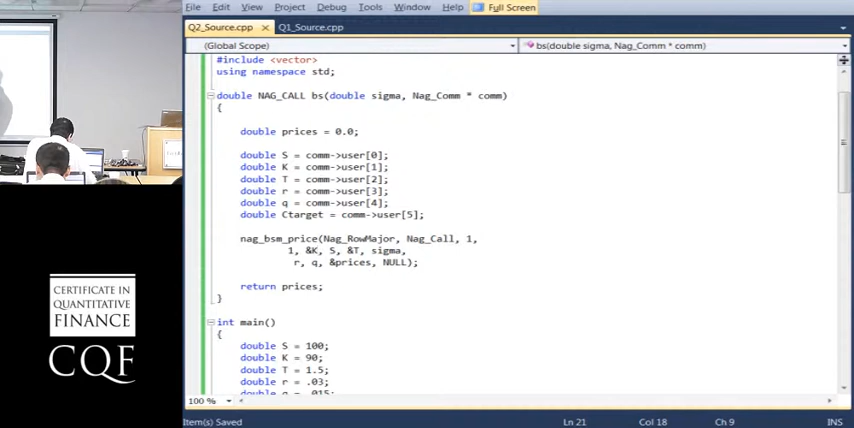 File Edit View Project Debug Tools Window Help Full Screen
Q2_Source.cpp Q1_Source.cpp
(Global Scope) bs(double sigma, Nag_Comm * comm)
#include <vector>
using namespace std;
double NAG_CALL bs(double sigma, Nag_Comm * comm)
{
double prices = 0.0;
double S = comm->user[0];
double K = comm->user[1];
double T = comm->user[2];
double r = comm->user[3];
double q = comm->user[4];
double Ctarget = comm->user[5];
nag_bsm_price(Nag_RowMajor, Nag_Call, 1,
1, &K, S, &T, sigma,
r, q, &prices, NULL);
return prices;
}
int main()
{
double S = 100;
double K = 90;
double T = 1.5;
double r = .03;
double q = .015;
100 %
Item(s) Saved Ln 21 Col 18 Ch 9 INS
CERTIFICATE IN
QUANTITATIVE
FINANCE
CQF